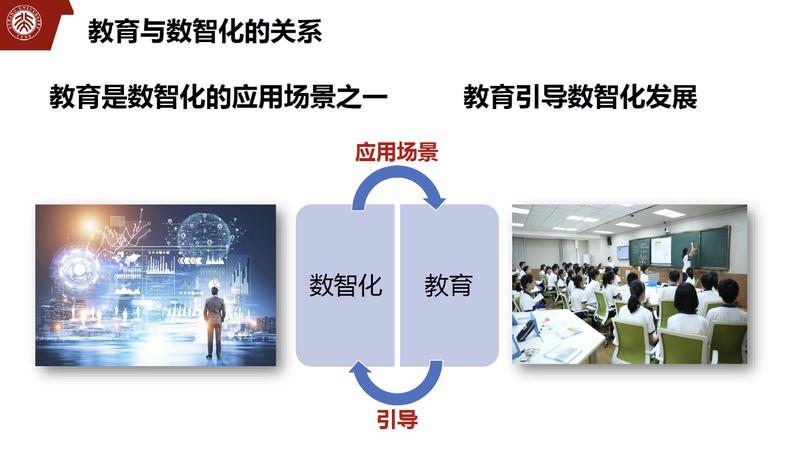 教育与数智化的关系
教育是数智化的应用场景之一
教育引导数智化发展
应用场景
数智化
教育
引导